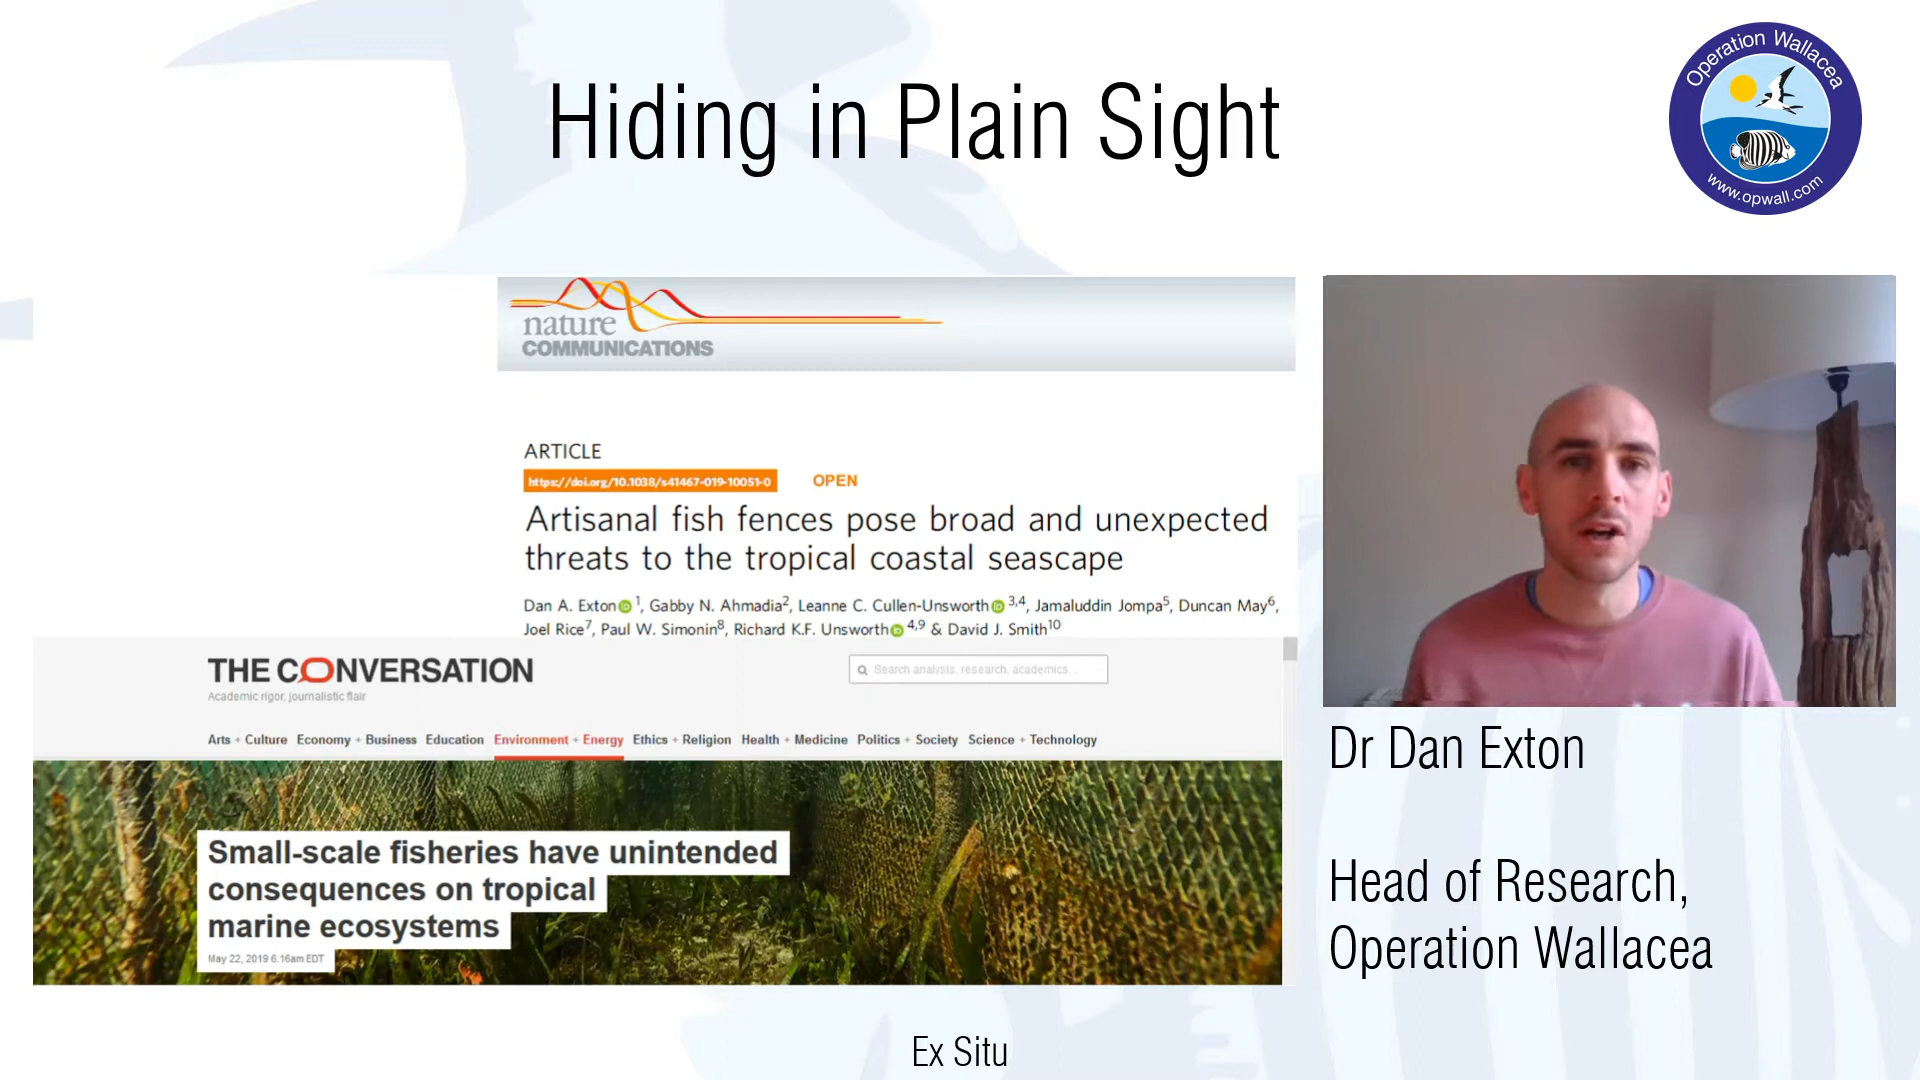 Hiding in Plain Sight
Operation Wallacea
www.opwall.com
nature
COMMUNICATIONS
ARTICLE
https://doi.org/10.1038/s41467-019-10051-0
OPEN
Artisanal fish fences pose broad and unexpected
threats to the tropical coastal seascape
Dan A. Exton iD 1, Gabby N. Ahmadia2, Leanne C. Cullen-Unsworth iD 3,4, Jamaluddin Jompa5, Duncan May6,
Joel Rice7, Paul W. Simonin8, Richard K.F. Unsworth iD 4,9 & David J. Smith10
THE CONVERSATION
Academic rigor, journalistic flair
Search analysis, research, academics...
Arts + Culture Economy + Business Education Environment + Energy Ethics + Religion Health + Medicine Politics + Society Science + Technology
Small-scale fisheries have unintended
consequences on tropical
marine ecosystems
May 22, 2019 6.16am EDT
Dr Dan Exton
Head of Research,
Operation Wallacea
Ex Situ